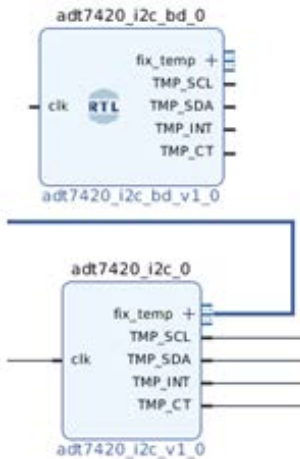 adt7420_i2c_bd_0
fix_temp +
TMP_SCL
clk RTL TMP_SDA
TMP_INT
TMP_CT
adt7420_i2c_bd_v1_0
adt7420_i2c_0
fix_temp +
TMP_SCL
clk TMP_SDA
TMP_INT
TMP_CT
adt7420_i2c_v1_0